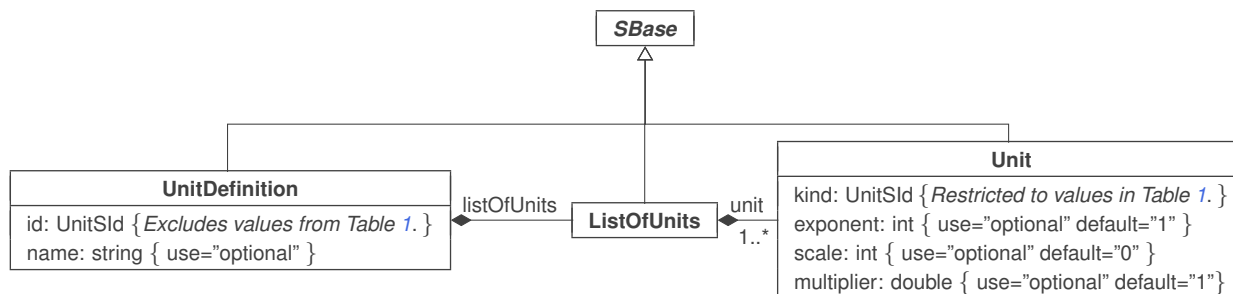 SBase
UnitDefinition
id: UnitSId {Excludes values from Table 1. }
name: string { use=”optional” }
listOfUnits
ListOfUnits
unit
1..*
Unit
kind: UnitSId {Restricted to values in Table 1. }
exponent: int { use=”optional” default=”1” }
scale: int { use=”optional” default=”0” }
multiplier: double { use=”optional” default=”1”}